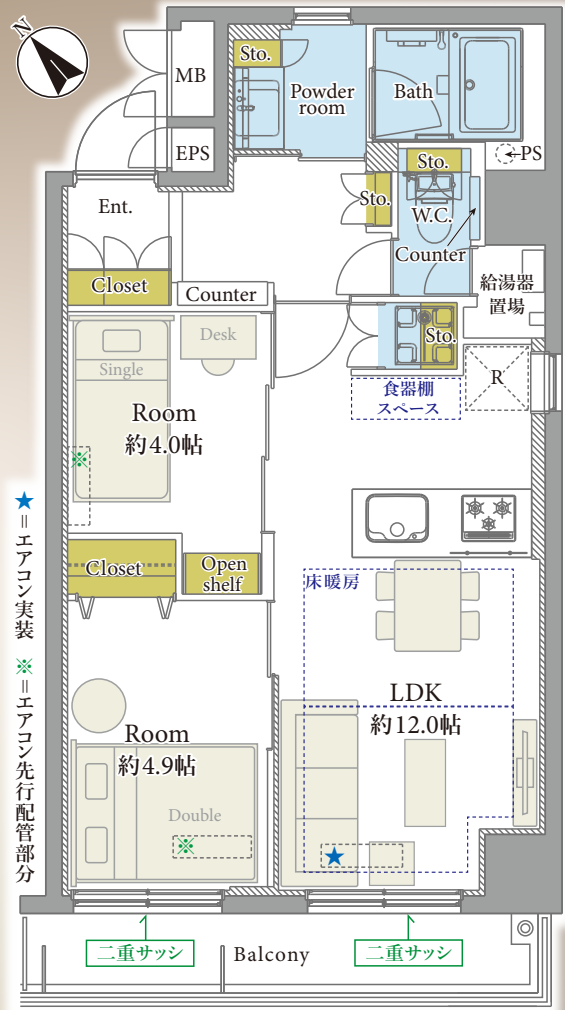 N
MB
EPS
Sto.
Powder
room
Bath
PS
Ent.
Sto.
Sto.
W.C.
Counter
Closet
Counter
給湯器
置場
Desk
Single
Sto.
R
食器棚
スペース
Room
約4.0帖
※
Closet
Open
shelf
床暖房
LDK
約12.0帖
Room
約4.9帖
Double
※
★
★=エアコン実装 ※=エアコン先行配管部分
二重サッシ
Balcony
二重サッシ